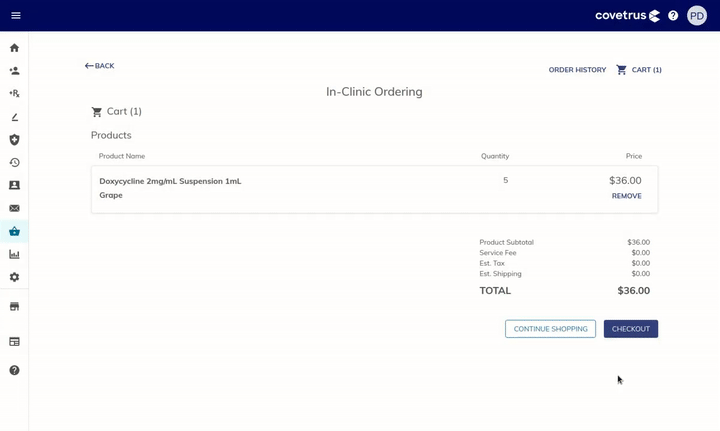 covetrus
PD
BACK
ORDER HISTORY
CART (1)
In-Clinic Ordering
Cart (1)
Products
Product Name Quantity Price
Doxycycline 2mg/mL Suspension 1mL 5 $36.00
Grape REMOVE
Product Subtotal $36.00
Service Fee $0.00
Est. Tax $0.00
Est. Shipping $0.00
TOTAL $36.00
CONTINUE SHOPPING CHECKOUT